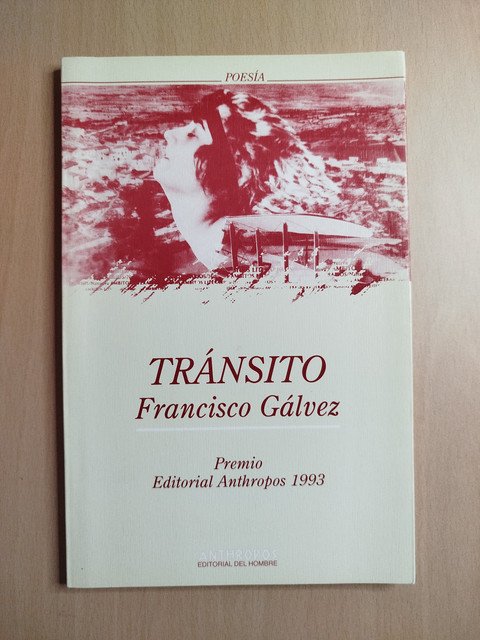 POESÍA
TRÁNSITO
Francisco Gálvez
Premio
Editorial Anthropos 1993
ANTHROPOS
EDITORIAL DEL HOMBRE